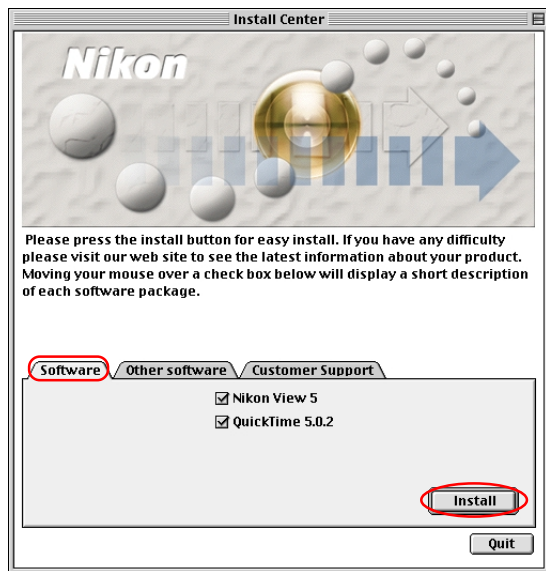 Install Center
Nikon
Please press the install button for easy install. If you have any difficulty
please visit our web site to see the latest information about your product.
Moving your mouse over a check box below will display a short description
of each software package.
Software Other software Customer Support
Nikon View 5
QuickTime 5.0.2
Install
Quit